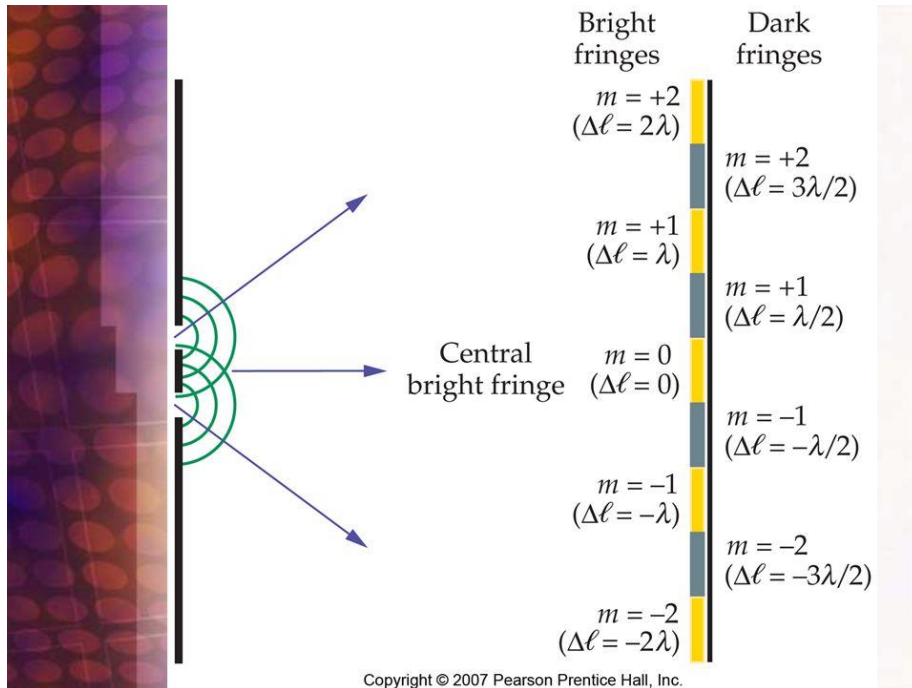 Bright
fringes
Dark
fringes
m = +2
(Δℓ = 2λ)
m = +2
(Δℓ = 3λ/2)
m = +1
(Δℓ = λ)
m = +1
(Δℓ = λ/2)
Central
bright fringe
m = 0
(Δℓ = 0)
m = –1
(Δℓ = –λ/2)
m = –1
(Δℓ = –λ)
m = –2
(Δℓ = –3λ/2)
m = –2
(Δℓ = –2λ)
Copyright © 2007 Pearson Prentice Hall, Inc.